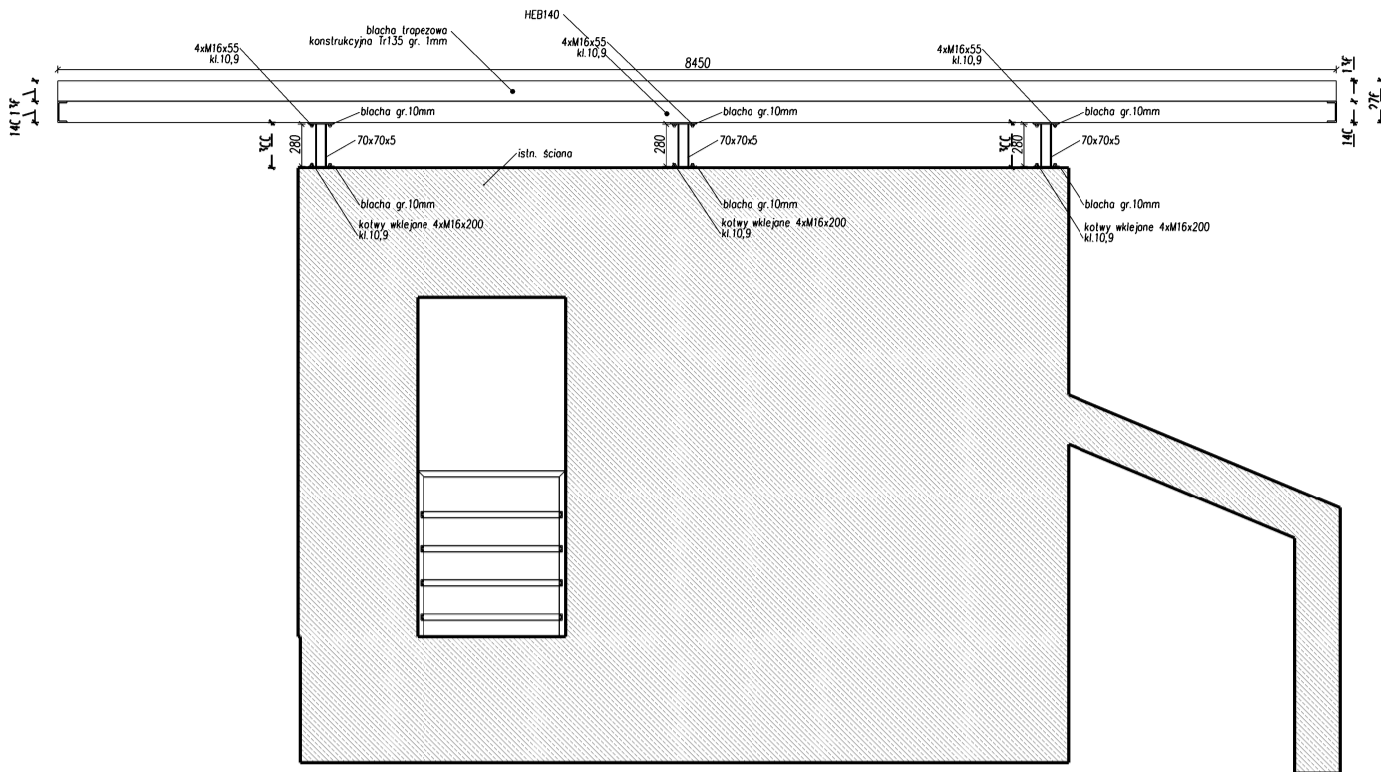 HEB140
blacha trapezowa
konstrukcyjna Tr135 gr. 1mm
4xM16x55
kl.10,9
4xM16x55
kl.10,9
4xM16x55
kl.10,9
8450
blacha gr.10mm
blacha gr.10mm
blacha gr.10mm
280
70x70x5
280
70x70x5
280
70x70x5
istn. ściana
blacha gr.10mm
kotwy wklejane 4xM16x200
kl.10,9
blacha gr.10mm
kotwy wklejane 4xM16x200
kl.10,9
blacha gr.10mm
kotwy wklejane 4xM16x200
kl.10,9